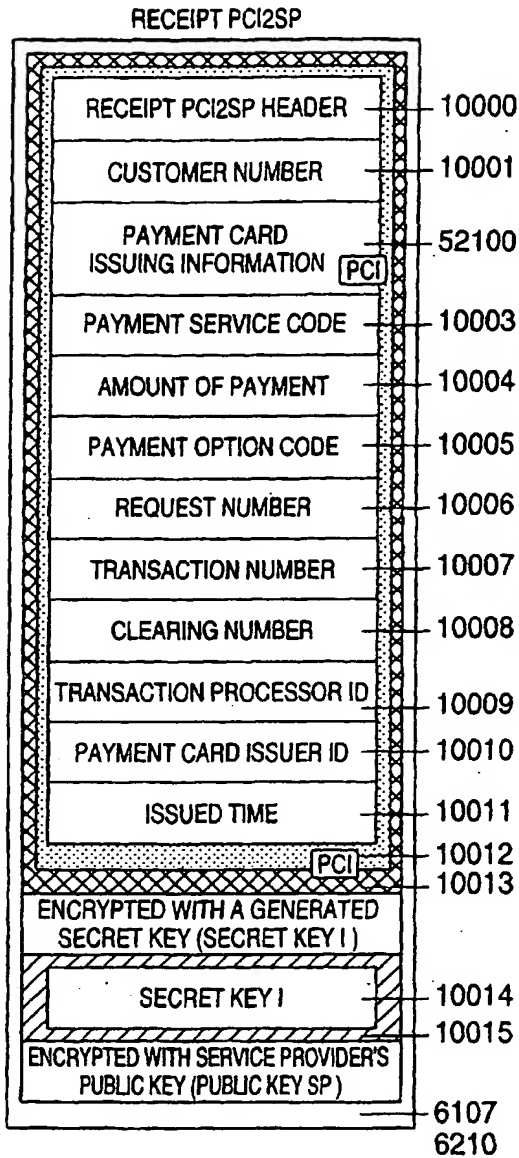 RECEIPT PCI2SP
RECEIPT PCI2SP HEADER
10000
CUSTOMER NUMBER
10001
PAYMENT CARD
ISSUING INFORMATION
PCI
52100
PAYMENT SERVICE CODE
10003
AMOUNT OF PAYMENT
10004
PAYMENT OPTION CODE
10005
REQUEST NUMBER
10006
TRANSACTION NUMBER
10007
CLEARING NUMBER
10008
TRANSACTION PROCESSOR ID
10009
PAYMENT CARD ISSUER ID
10010
ISSUED TIME
10011
PCI
10012
10013
ENCRYPTED WITH A GENERATED
SECRET KEY (SECRET KEY I )
SECRET KEY I
10014
10015
ENCRYPTED WITH SERVICE PROVIDER'S
PUBLIC KEY (PUBLIC KEY SP )
6107
6210